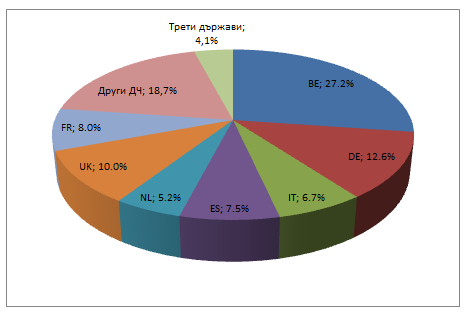 Трети държави;
4,1%
BE; 27.2%
Други ДЧ; 18,7%
FR; 8.0%
DE; 12.6%
UK; 10.0%
NL; 5.2%
IT; 6.7%
ES; 7.5%